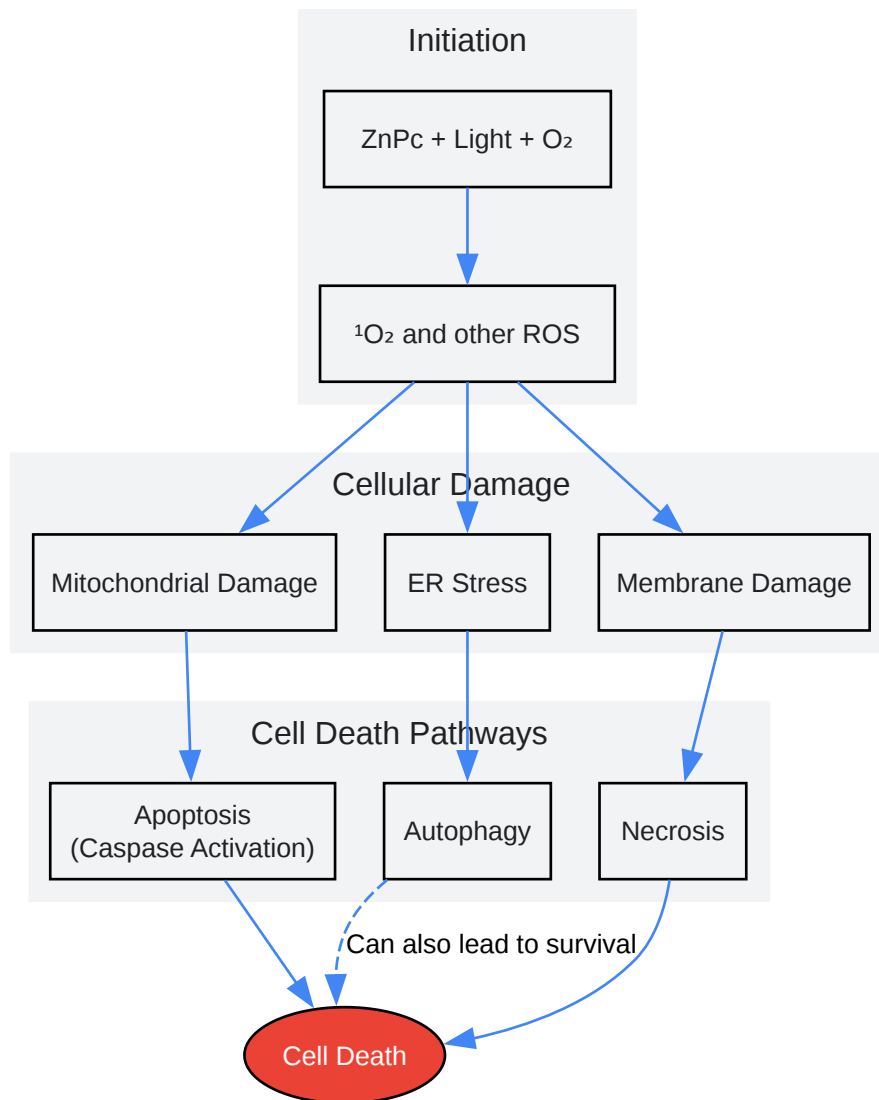 Initiation
ZnPc + Light + O₂
¹O₂ and other ROS
Cellular Damage
Mitochondrial Damage
ER Stress
Membrane Damage
Cell Death Pathways
Apoptosis
(Caspase Activation)
Autophagy
Necrosis
Can also lead to survival
Cell Death